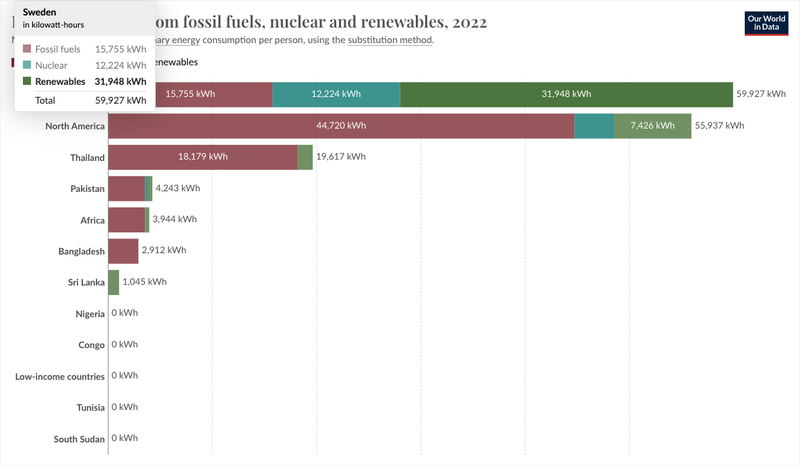 Sweden
in kilowatt-hours
Fossil fuels 15,755 kWh
Nuclear 12,224 kWh
Renewables 31,948 kWh
Total 59,927 kWh
om fossil fuels, nuclear and renewables, 2022
ary energy consumption per person, using the substitution method.
Our World
in Data
enewables
15,755 kWh 12,224 kWh 31,948 kWh 59,927 kWh
North America 44,720 kWh 7,426 kWh 55,937 kWh
Thailand 18,179 kWh 19,617 kWh
Pakistan 4,243 kWh
Africa 3,944 kWh
Bangladesh 2,912 kWh
Sri Lanka 1,045 kWh
Nigeria 0 kWh
Congo 0 kWh
Low-income countries 0 kWh
Tunisia 0 kWh
South Sudan 0 kWh